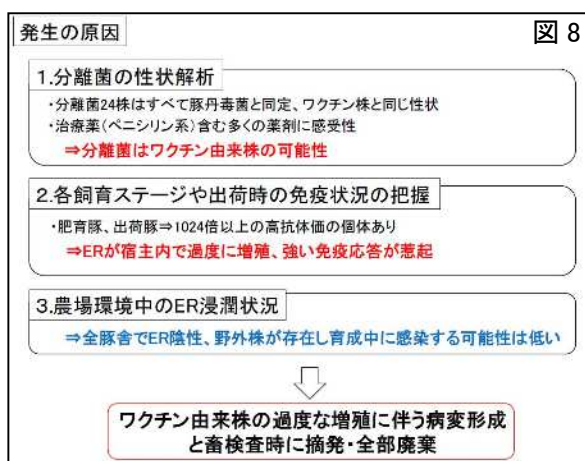 発生の原因
図 8
1.分離菌の性状解析
・分離菌24株はすべて豚丹毒菌と同定、ワクチン株と同じ性状
・治療薬(ペニシリン系)含む多くの薬剤に感受性
⇒分離菌はワクチン由来株の可能性
2.各飼育ステージや出荷時の免疫状況の把握
・肥育豚、出荷豚⇒1024倍以上の高抗体価の個体あり
⇒ERが宿主内で過度に増殖、強い免疫応答が惹起
3.農場環境中のER浸潤状況
⇒全豚舎でER陰性、野外株が存在し育成中に感染する可能性は低い
ワクチン由来株の過度な増殖に伴う病変形成
と畜検査時に摘発・全部廃棄